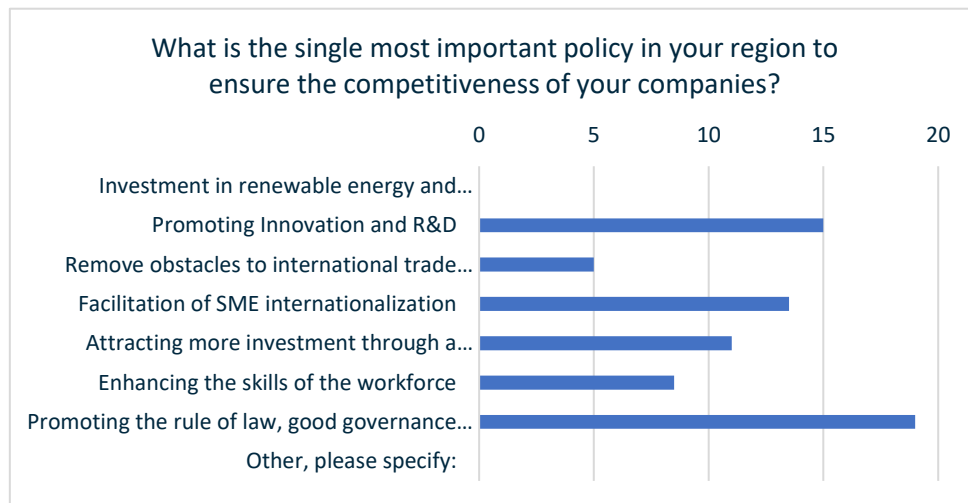 What is the single most important policy in your region to
ensure the competitiveness of your companies?
0 5 10 15 20
Investment in renewable energy and...
Promoting Innovation and R&D
Remove obstacles to international trade...
Facilitation of SME internationalization
Attracting more investment through a...
Enhancing the skills of the workforce
Promoting the rule of law, good governance...
Other, please specify: